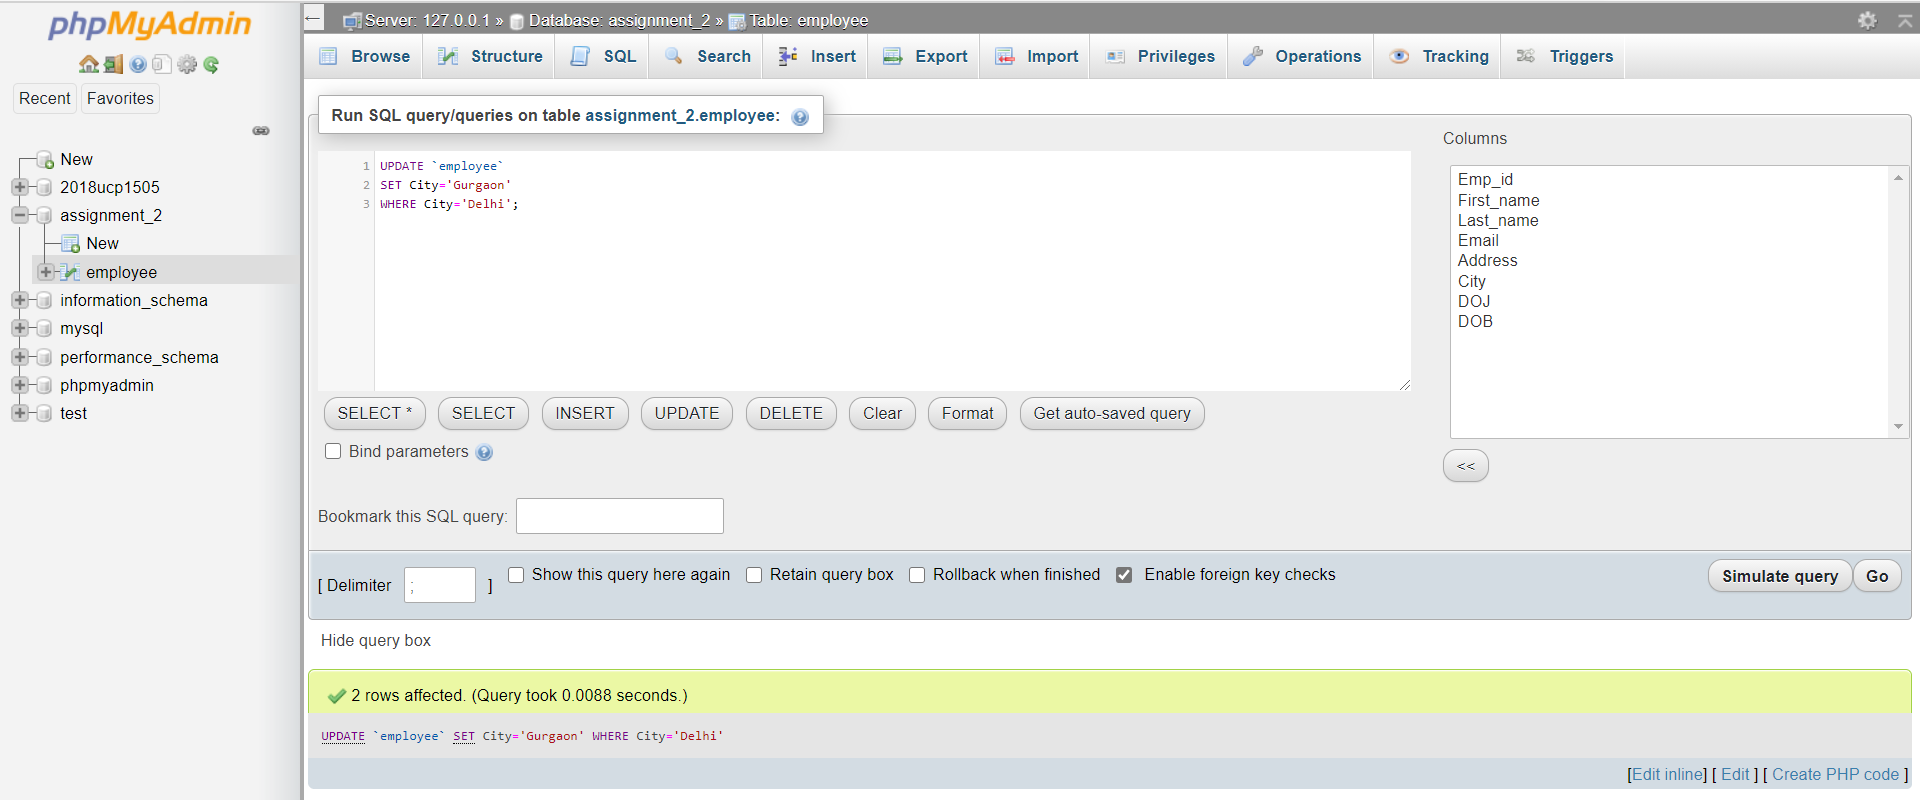 phpMyAdmin
Recent Favorites
New
2018ucp1505
assignment_2
New
employee
information_schema
mysql
performance_schema
phpmyadmin
test
← Server: 127.0.0.1 » Database: assignment_2 » Table: employee
Browse Structure SQL Search Insert Export Import Privileges Operations Tracking Triggers
Run SQL query/queries on table assignment_2.employee:
1 UPDATE `employee`
2 SET City='Gurgaon'
3 WHERE City='Delhi';
SELECT * SELECT INSERT UPDATE DELETE Clear Format Get auto-saved query
Bind parameters
Bookmark this SQL query:
Columns
Emp_id
First_name
Last_name
Email
Address
City
DOJ
DOB
<<
[ Delimiter ; ] Show this query here again Retain query box Rollback when finished Enable foreign key checks Simulate query Go
Hide query box
2 rows affected. (Query took 0.0088 seconds.)
UPDATE `employee` SET City='Gurgaon' WHERE City='Delhi'
[Edit inline] [ Edit ] [ Create PHP code ]